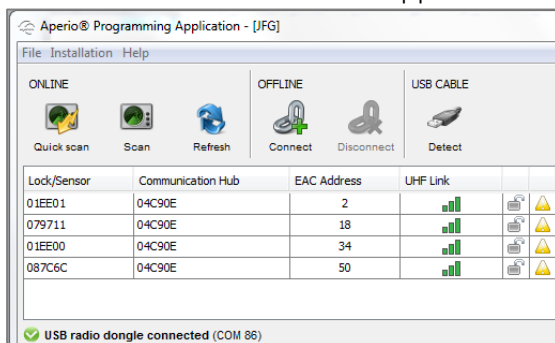 Aperio® Programming Application - [JFG]
File Installation Help
ONLINE OFFLINE USB CABLE
Quick scan Scan Refresh Connect Disconnect Detect
Lock/Sensor Communication Hub EAC Address UHF Link
01EE01 04C90E 2
079711 04C90E 18
01EE00 04C90E 34
087C6C 04C90E 50
USB radio dongle connected (COM 86)